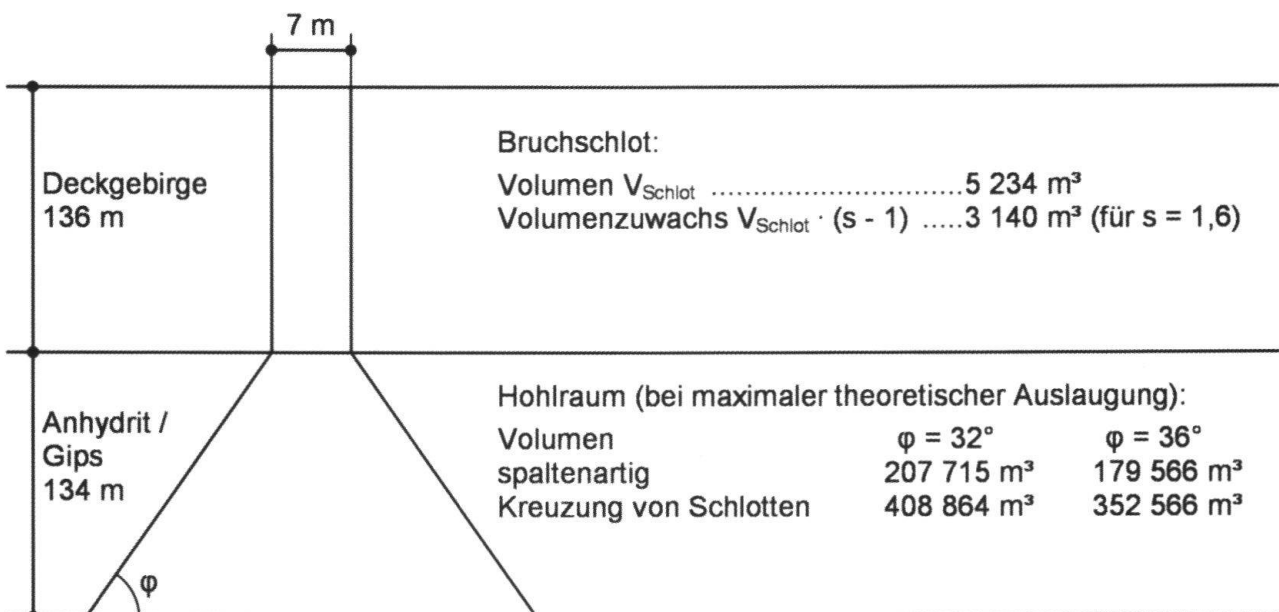 7 m
Deckgebirge
136 m
Bruchschlot:
Volumen V_Schlot ..............................5 234 m³
Volumenzuwachs V_Schlot · (s - 1) .....3 140 m³ (für s = 1,6)
Anhydrit /
Gips
134 m
φ
Hohlraum (bei maximaler theoretischer Auslaugung):
Volumen φ = 32° φ = 36°
spaltenartig 207 715 m³ 179 566 m³
Kreuzung von Schlotten 408 864 m³ 352 566 m³